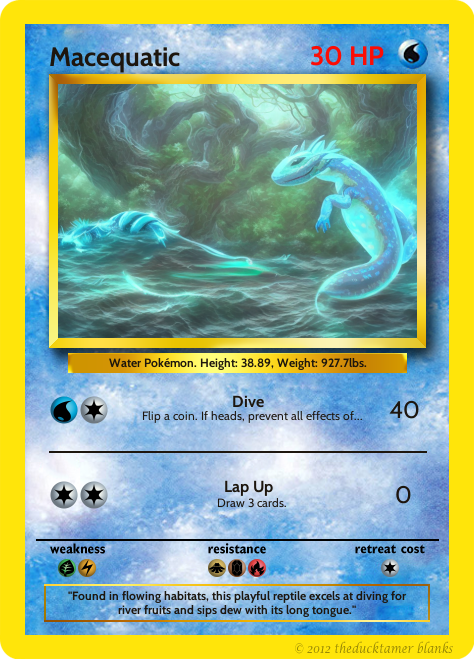 Macequatic
30 HP
Water Pokémon. Height: 38.89, Weight: 927.7lbs.
Dive
Flip a coin. If heads, prevent all effects of...
40
Lap Up
Draw 3 cards.
0
weakness
resistance
retreat cost
"Found in flowing habitats, this playful reptile excels at diving for
river fruits and sips dew with its long tongue."
© 2012 theducktamer blanks